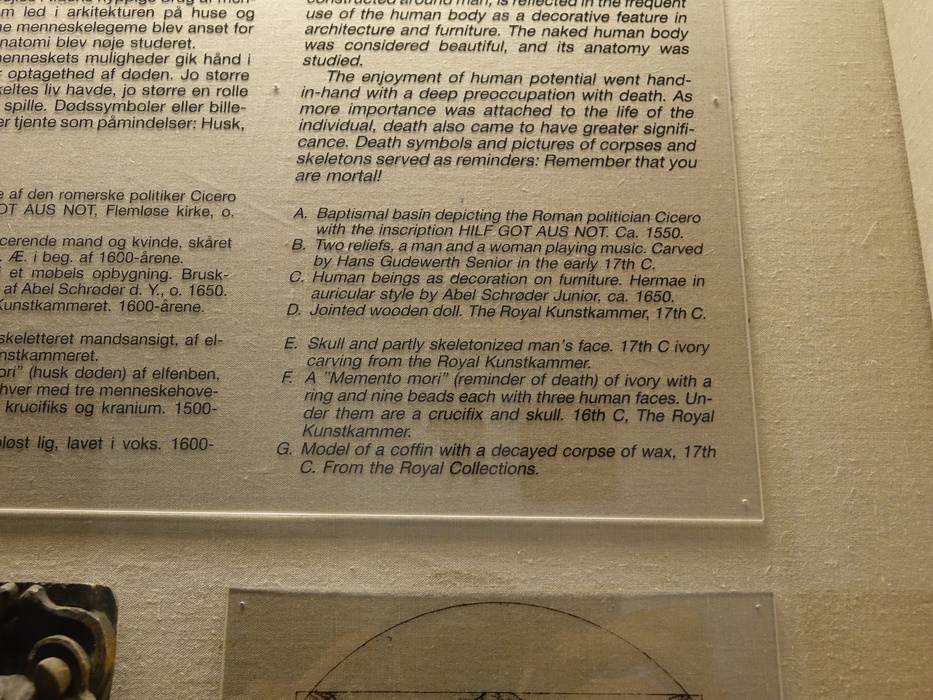 m led i arkitekturen på huse og
ne menneskelegeme blev anset for
natomi blev nøje studeret.
menneskets muligheder gik hånd i
optagethed af døden. Jo større
keltes liv havde, jo større en rolle
spille. Dødssymboler eller bille-
er tjente som påmindelser: Husk,
e af den romerske politiker Cicero
OT AUS NOT, Flemløse kirke, o.
cerende mand og kvinde, skåret
. Æ. i beg. af 1600-årene.
et møbels opbygning. Brusk-
af Abel Schrøder d. Y., o. 1650.
Kunstkammeret. 1600-årene.
skeletteret mandsansigt, af el-
nstkammeret.
ori” (husk døden) af elfenben,
hver med tre menneskehove-
krucifiks og kranium. 1500-
pløst lig, lavet i voks. 1600-
constructed around man, is reflected in the frequent
use of the human body as a decorative feature in
architecture and furniture. The naked human body
was considered beautiful, and its anatomy was
studied.
The enjoyment of human potential went hand-
in-hand with a deep preoccupation with death. As
more importance was attached to the life of the
individual, death also came to have greater signifi-
cance. Death symbols and pictures of corpses and
skeletons served as reminders: Remember that you
are mortal!
A. Baptismal basin depicting the Roman politician Cicero
with the inscription HILF GOT AUS NOT. Ca. 1550.
B. Two reliefs, a man and a woman playing music. Carved
by Hans Gudewerth Senior in the early 17th C.
C. Human beings as decoration on furniture. Hermae in
auricular style by Abel Schrøder Junior, ca. 1650.
D. Jointed wooden doll. The Royal Kunstkammer, 17th C.
E. Skull and partly skeletonized man's face. 17th C ivory
carving from the Royal Kunstkammer.
F. A ”Memento mori” (reminder of death) of ivory with a
ring and nine beads each with three human faces. Un-
der them are a crucifix and skull. 16th C, The Royal
Kunstkammer.
G. Model of a coffin with a decayed corpse of wax, 17th
C. From the Royal Collections.